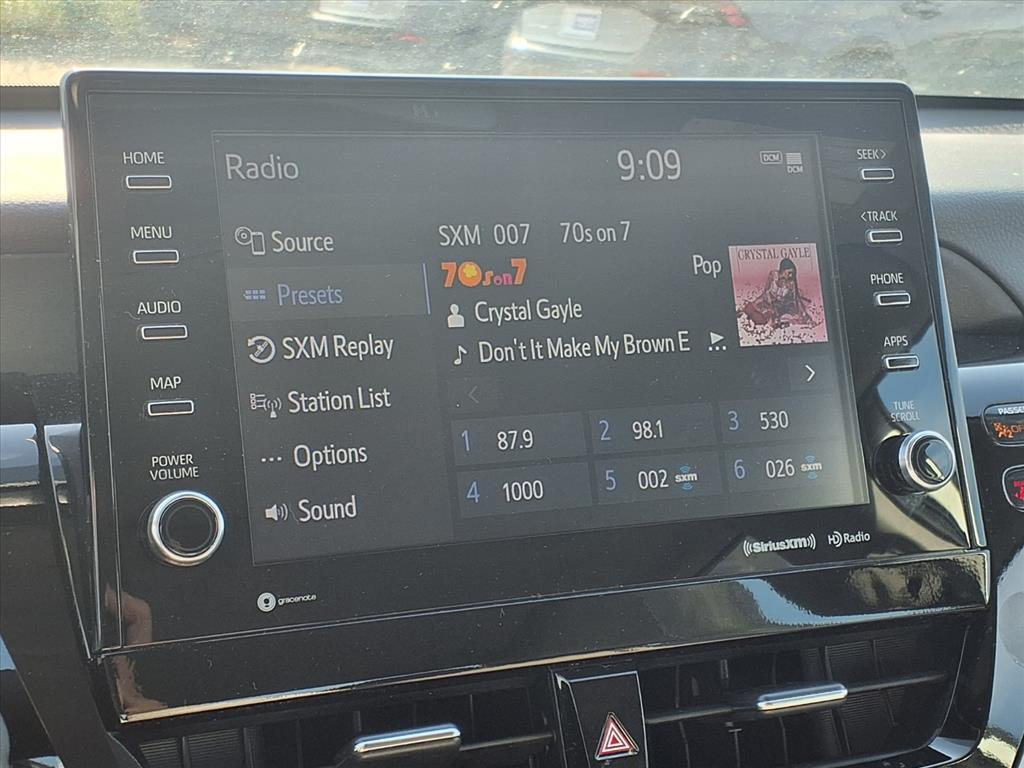 HOME
MENU
AUDIO
MAP
POWER
VOLUME
Radio
9:09
DCM
DCM
Source
Presets
SXM Replay
Station List
Options
Sound
SXM 007 70s on 7
70s on 7
Pop
CRYSTAL GAYLE
Crystal Gayle
Don't It Make My Brown E
1 87.9
2 98.1
3 530
4 1000
5 002 sxm
6 026 sxm
SEEK>
<TRACK
PHONE
APPS
TUNE
SCROLL
gracenote
((SiriusXM))
HD Radio